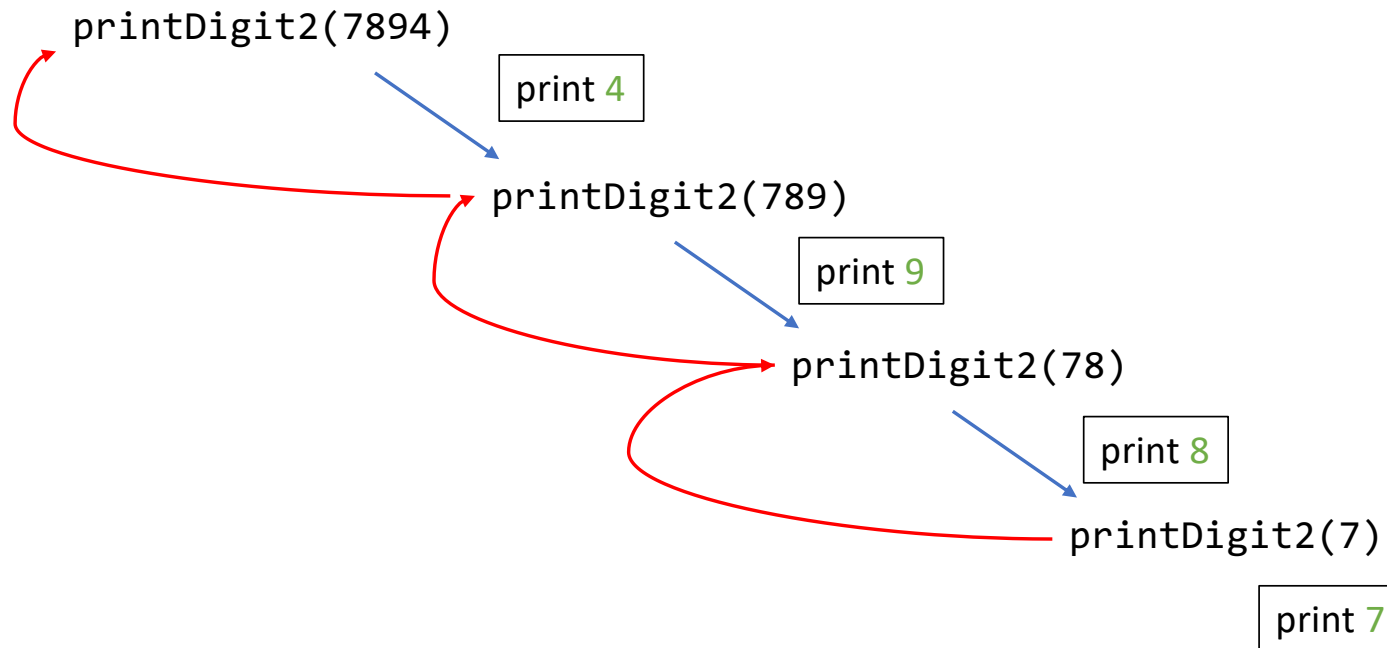 printDigit2(7894)
print 4
printDigit2(789)
print 9
printDigit2(78)
print 8
printDigit2(7)
print 7